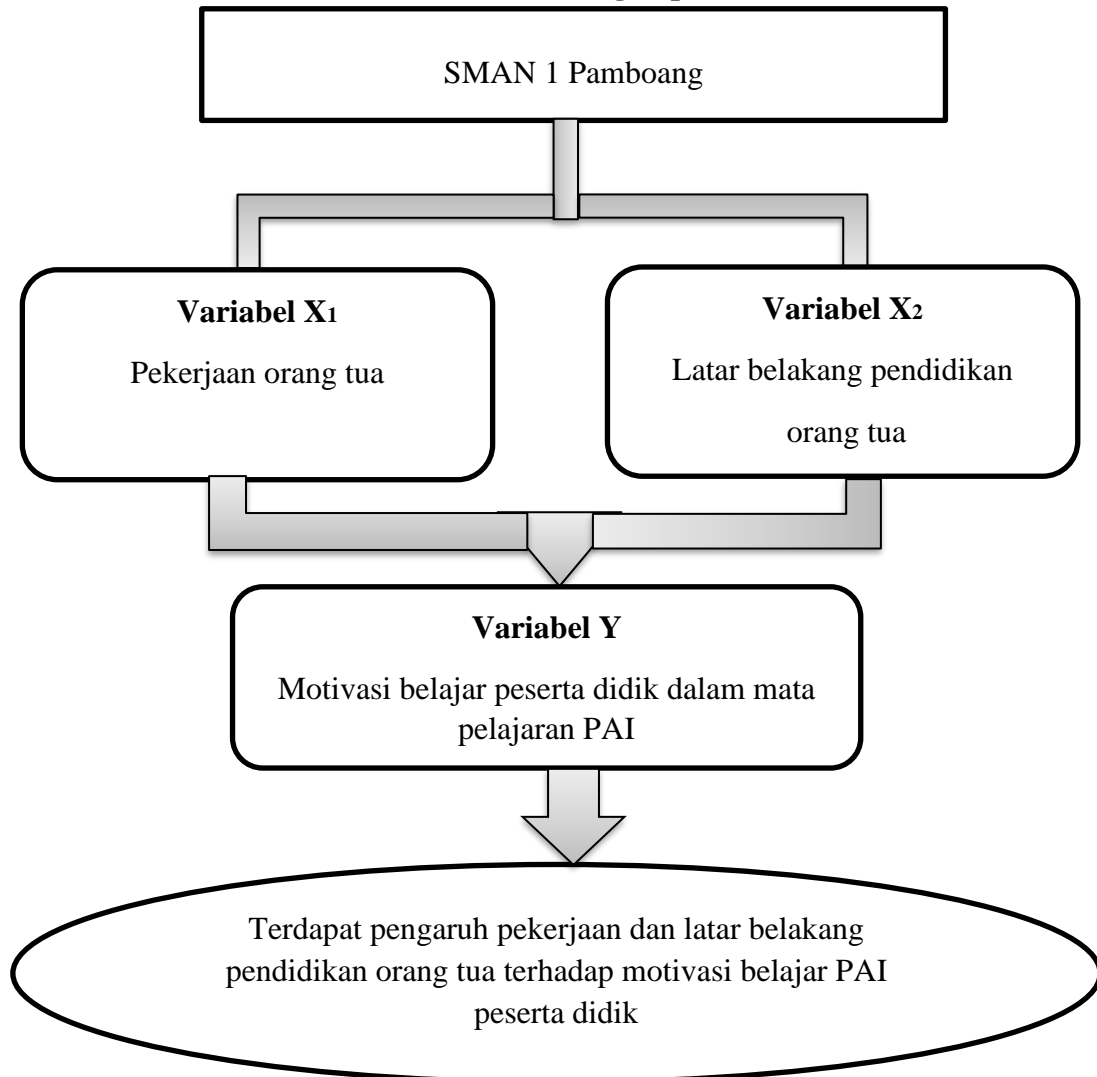 SMAN 1 Pamboang
Variabel X1
Pekerjaan orang tua
Variabel X2
Latar belakang pendidikan
orang tua
Variabel Y
Motivasi belajar peserta didik dalam mata
pelajaran PAI
Terdapat pengaruh pekerjaan dan latar belakang
pendidikan orang tua terhadap motivasi belajar PAI
peserta didik